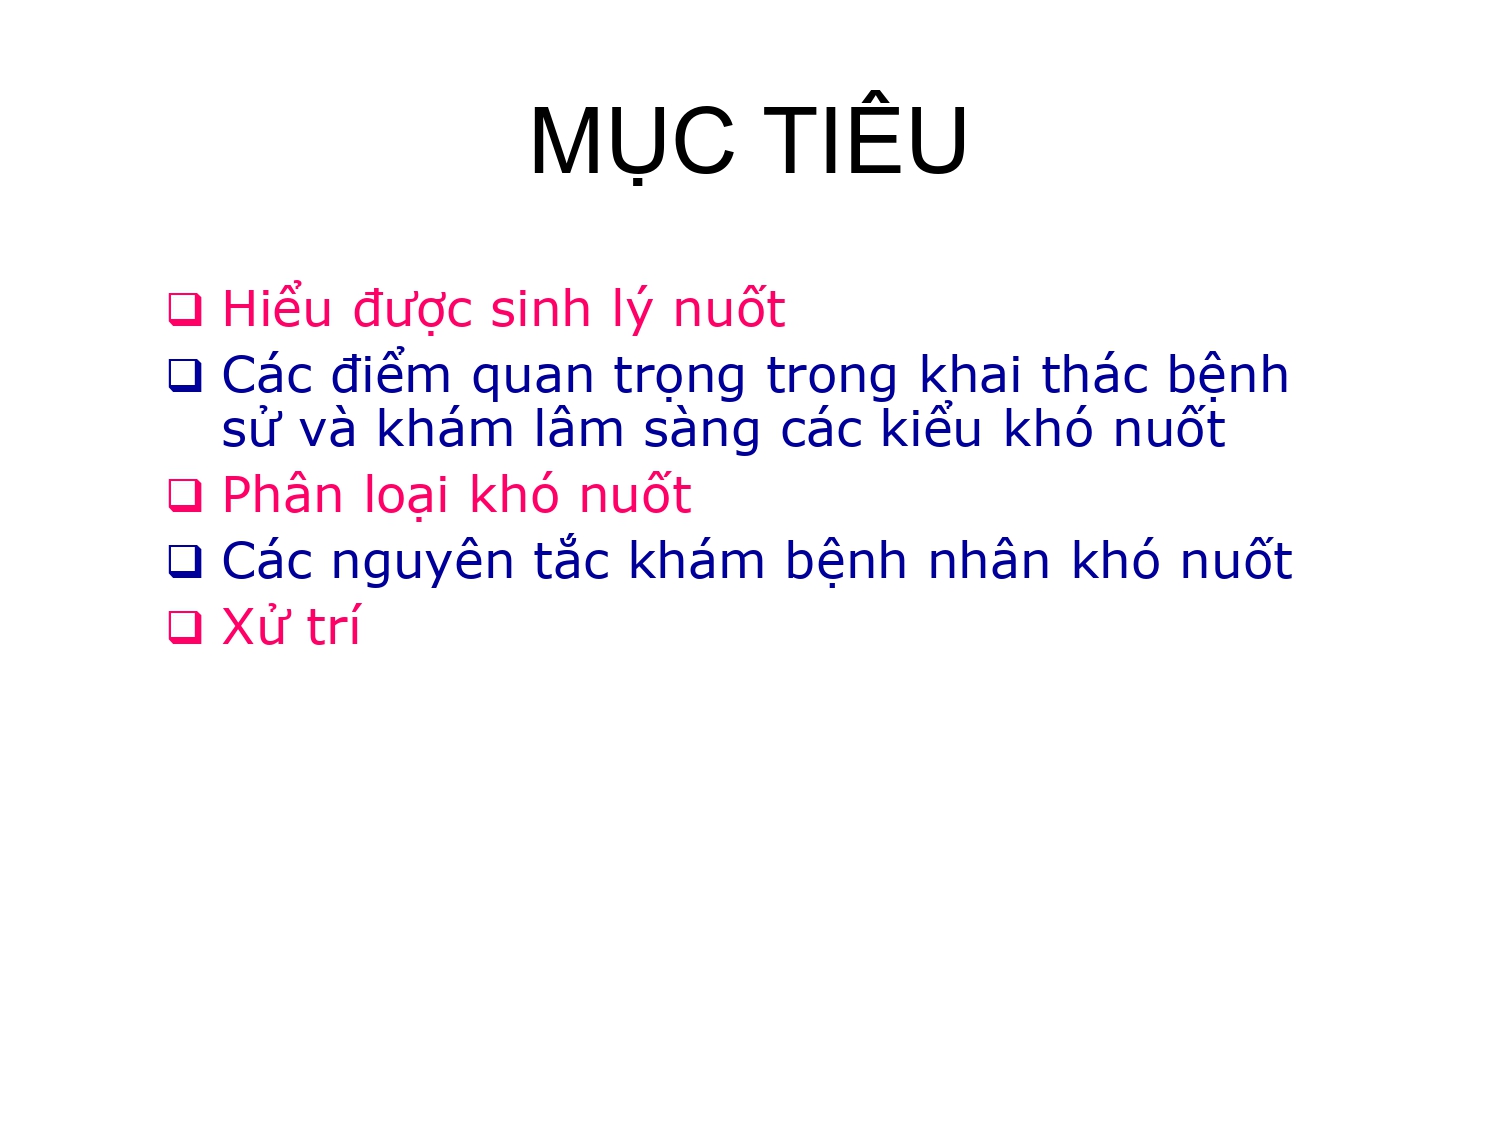 MỤC TIÊU
❑ Hiểu được sinh lý nuốt
❑ Các điểm quan trọng trong khai thác bệnh
sử và khám lâm sàng các kiểu khó nuốt
❑ Phân loại khó nuốt
❑ Các nguyên tắc khám bệnh nhân khó nuốt
❑ Xử trí